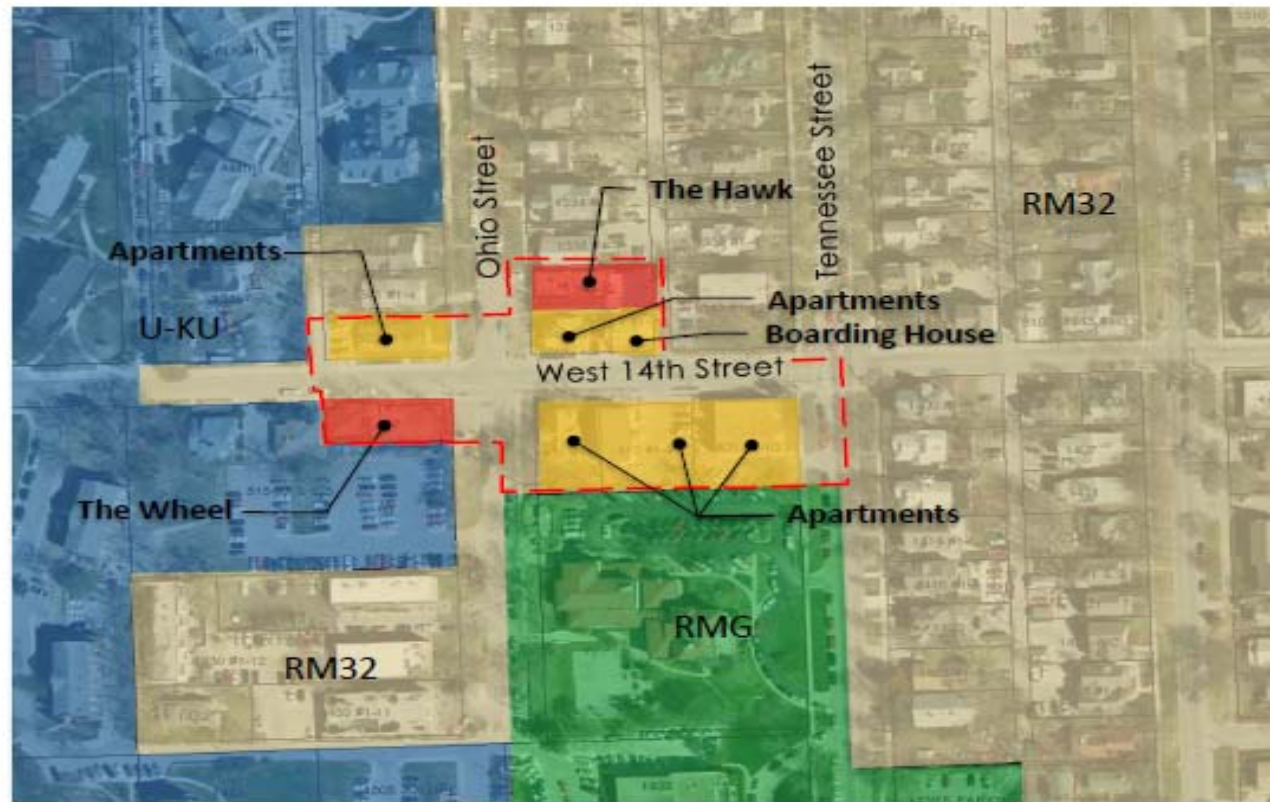 Ohio Street
Tennessee Street
The Hawk
RM32
Apartments
Apartments
U-KU
Boarding House
West 14th Street
The Wheel
Apartments
RMG
RM32